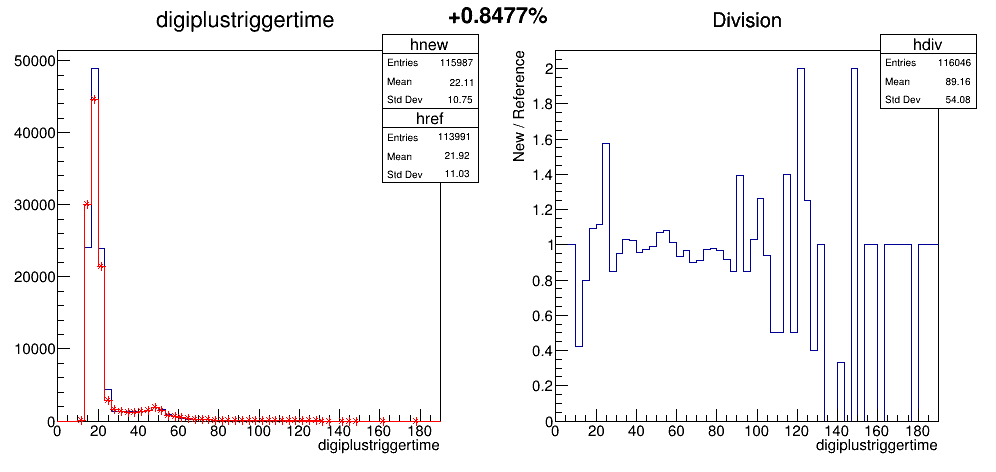 digiplustriggertime
+0.8477%
Division
hnew
Entries 115987
Mean 22.11
Std Dev 10.75
href
Entries 113991
Mean 21.92
Std Dev 11.03
50000
40000
30000
20000
10000
0
0 20 40 60 80 100 120 140 160 180
digiplustriggertime
hdiv
Entries 116046
Mean 89.16
Std Dev 54.08
New / Reference
2
1.8
1.6
1.4
1.2
1
0.8
0.6
0.4
0.2
0
0 20 40 60 80 100 120 140 160 180
digiplustriggertime